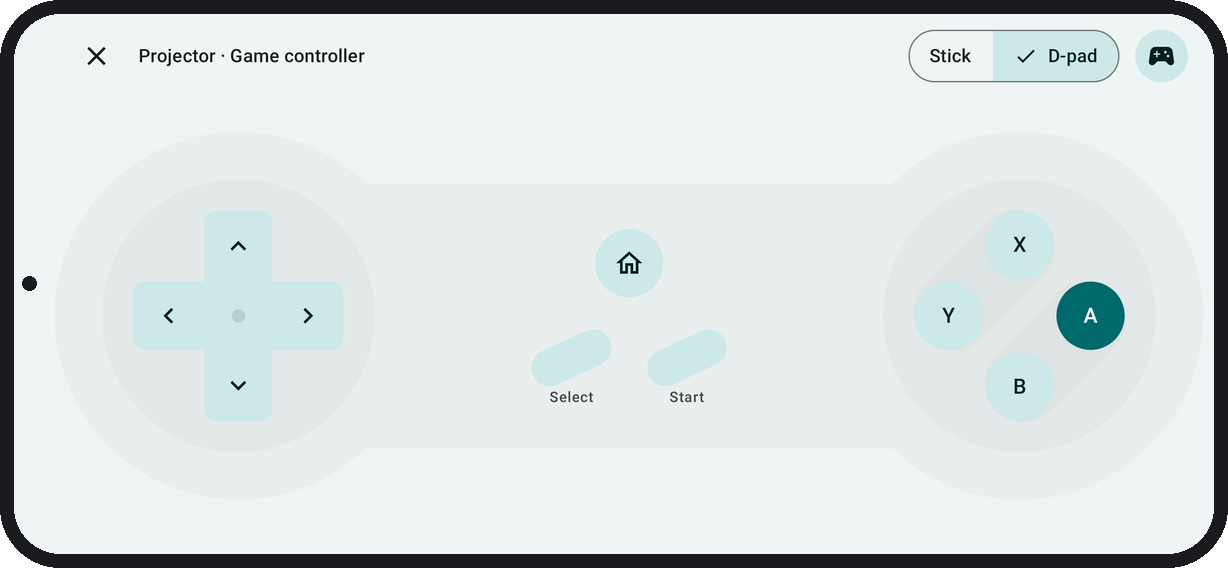 Projector · Game controller
Stick
D-pad
X
Y
A
B
Select
Start